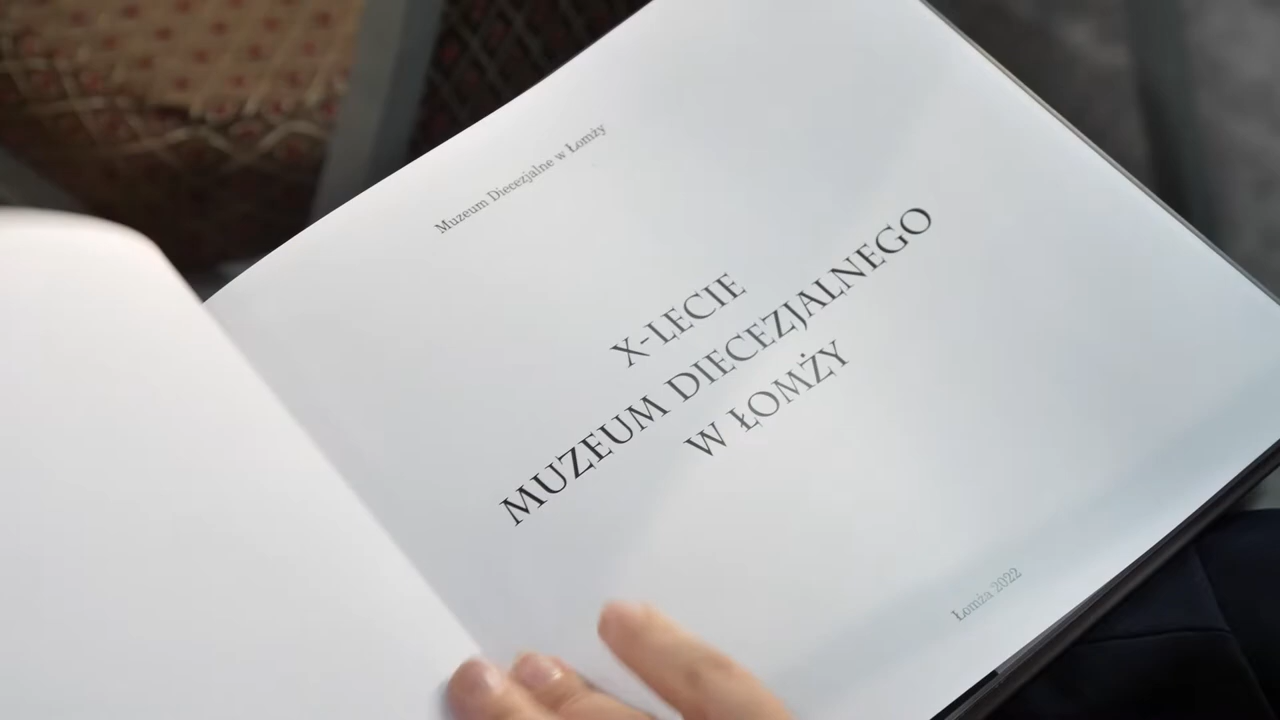 Muzeum Diecezjalne w Łomży
X-LECIE
MUZEUM DIECEZJALNEGO
W ŁOMŻY
Łomża 2022